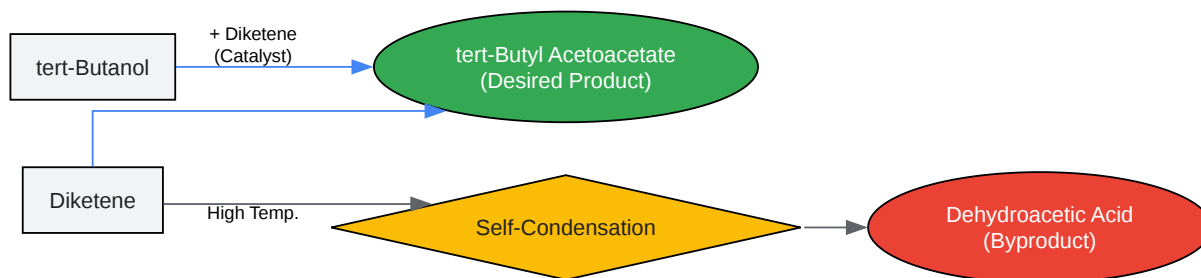 tert-Butanol
+ Diketene
(Catalyst)
tert-Butyl Acetoacetate
(Desired Product)
Diketene
High Temp.
Self-Condensation
Dehydroacetic Acid
(Byproduct)